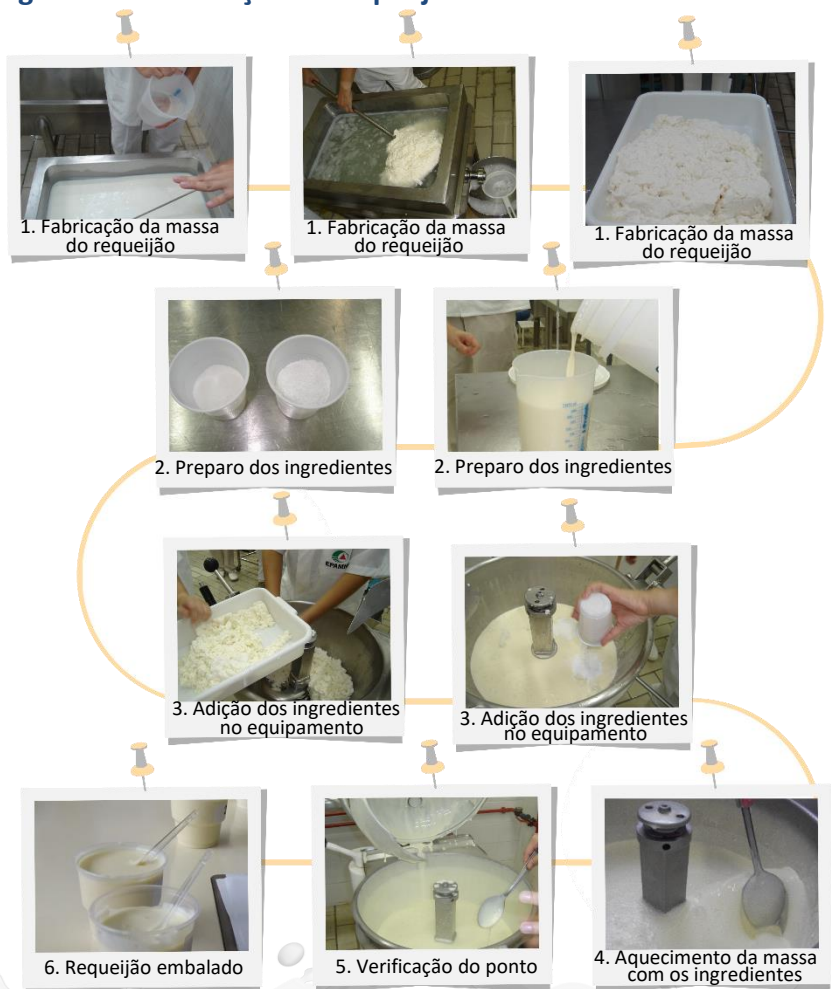 1. Fabricação da massa
do requeijão
1. Fabricação da massa
do requeijão
1. Fabricação da massa
do requeijão
2. Preparo dos ingredientes
2. Preparo dos ingredientes
3. Adição dos ingredientes
no equipamento
3. Adição dos ingredientes
no equipamento
6. Requeijão embalado
5. Verificação do ponto
4. Aquecimento da massa
com os ingredientes